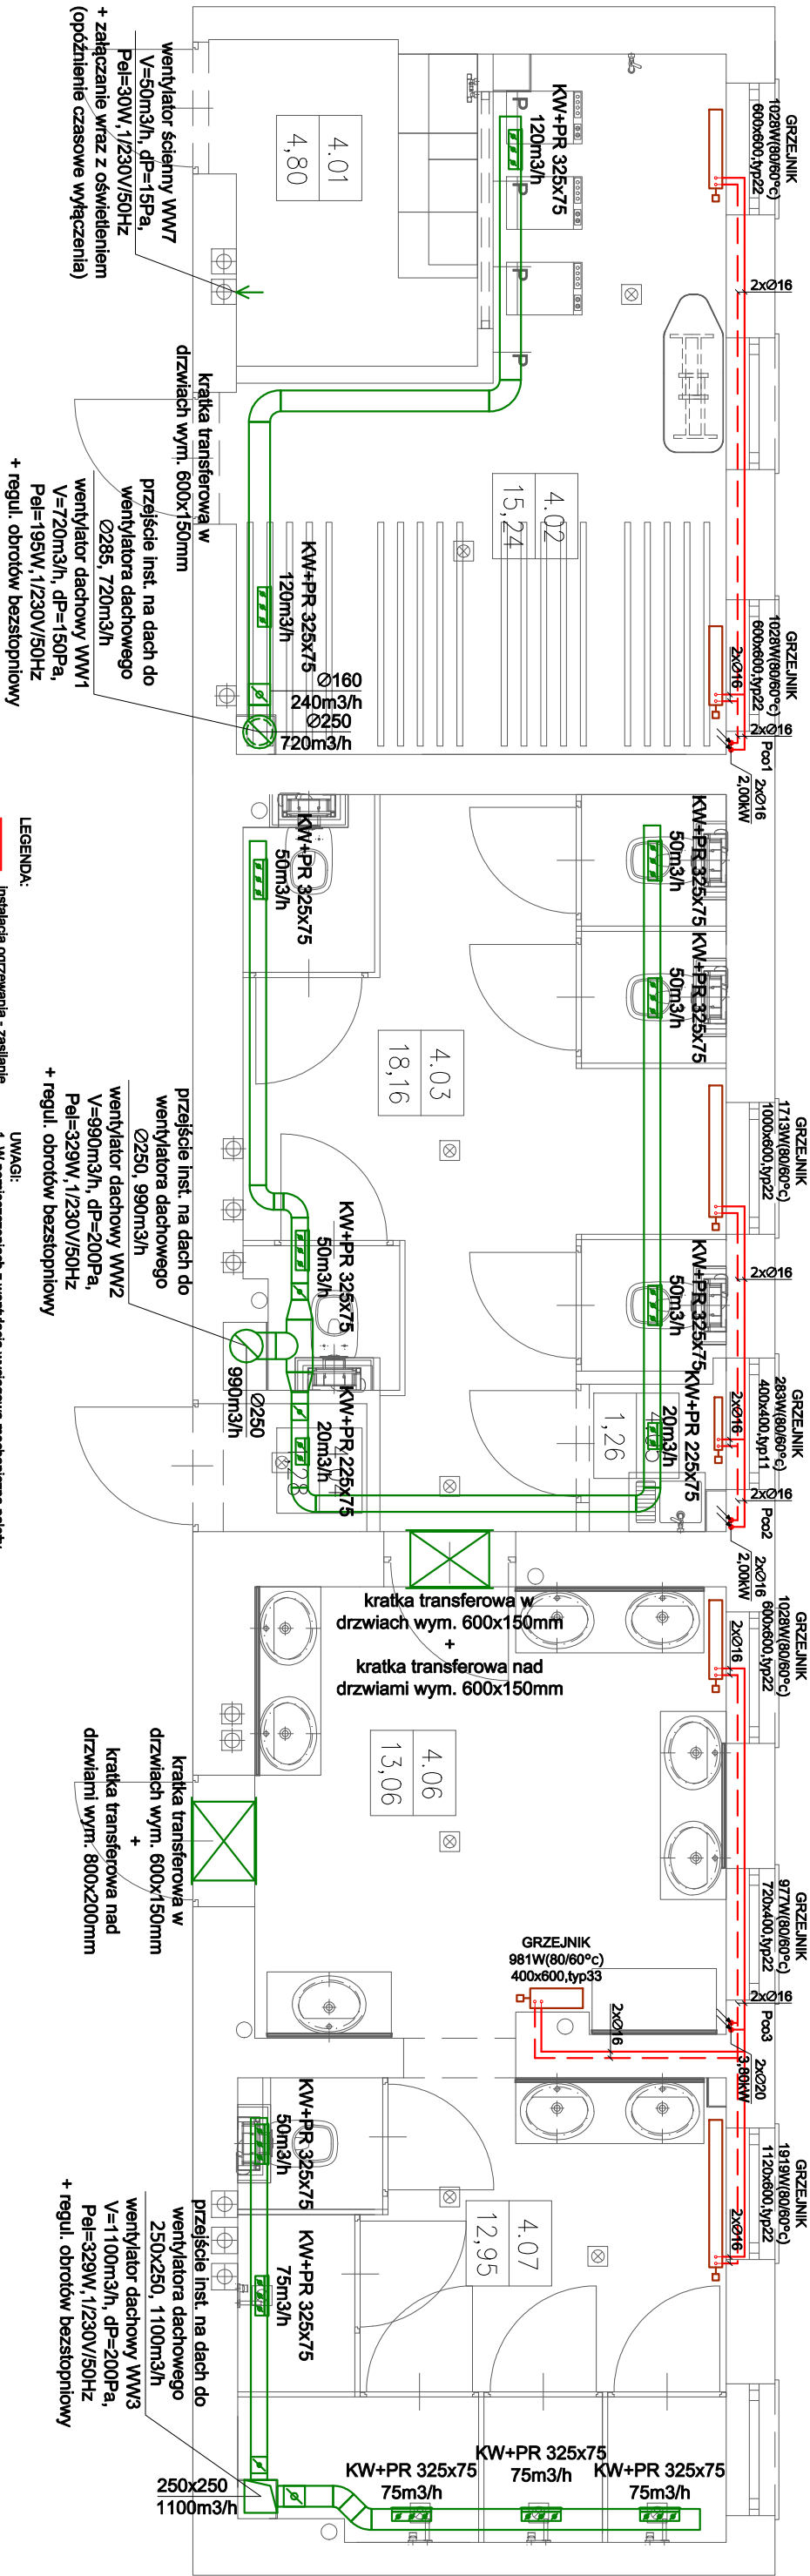 GRZEJNIK
1028W(80/60°c)
600x600,typ22
2xØ16
GRZEJNIK
1028W(80/60°c)
600x600,typ22
2xØ16
2xØ16
Pco1
2xØ16
2,00kW
GRZEJNIK
1713W(80/60°c)
1000x600,typ22
2xØ16
GRZEJNIK
289W(80/60°c)
400x400,typ11
2xØ16
2xØ16
Pco2
2xØ16
2,00kW
GRZEJNIK
1028W(80/60°c)
600x600,typ22
2xØ16
GRZEJNIK
977W(80/60°c)
720x400,typ22
2xØ16
Pco3
2xØ20
3,80kW
GRZEJNIK
1919W(80/60°c)
1120x600,typ22
2xØ16
GRZEJNIK
981W(80/60°c)
400x600,typ33
2xØ16
KW+PR 325x75
120m3/h
P
P
P
P
4.01
4,80
4.02
15,24
KW+PR 325x75
120m3/h
Ø160
240m3/h
Ø250
720m3/h
wentylator ścienny WW7
V=50m3/h, dP=15Pa,
Pel=30W,1/230V/50Hz
+ załączanie wraz z oświetleniem
(opóźnienie czasowe wyłączenia)
kratka transferowa w
drzwiach wym. 600x150mm
przejście inst. na dach do
wentylatora dachowego
Ø285, 720m3/h
wentylator dachowy WW1
V=720m3/h, dP=150Pa,
Pel=195W,1/230V/50Hz
+ regul. obrotów bezstopniowy
KW+PR 325x75
50m3/h
KW+PR 325x75
50m3/h
KW+PR 325x75
50m3/h
KW+PR 325x75
50m3/h
KW+PR 225x75
20m3/h
4.03
18,16
1,26
KW+PR 325x75
50m3/h
KW+PR 225x75
20m3/h
Ø250
990m3/h
przejście inst. na dach do
wentylatora dachowego
Ø250, 990m3/h
wentylator dachowy WW2
V=990m3/h, dP=200Pa,
Pel=329W,1/230V/50Hz
+ regul. obrotów bezstopniowy
kratka transferowa w
drzwiach wym. 600x150mm
+
kratka transferowa nad
drzwiami wym. 600x150mm
4.06
13,06
kratka transferowa w
drzwiach wym. 600x150mm
+
kratka transferowa nad
drzwiami wym. 800x200mm
4.07
12,95
KW+PR 325x75
50m3/h
KW+PR 325x75
75m3/h
KW+PR 325x75
75m3/h
KW+PR 325x75
75m3/h
KW+PR 325x75
75m3/h
250x250
1100m3/h
przejście inst. na dach do
wentylatora dachowego
250x250, 1100m3/h
wentylator dachowy WW3
V=1100m3/h, dP=200Pa,
Pel=329W,1/230V/50Hz
+ regul. obrotów bezstopniowy
LEGENDA:
instalacja ogrzewania - zasilanie
UWAGI: